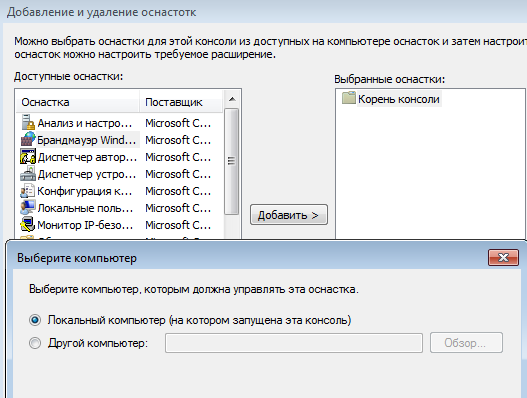 Добавление и удаление оснастотк
Можно выбрать оснастки для этой консоли из доступных на компьютере оснасток и затем настроит
оснасток можно настроить требуемое расширение.
Доступные оснастки:
Выбранные оснастки:
Оснастка Поставщик
Корень консоли
Анализ и настро... Microsoft C...
Брандмауэр Wind... Microsoft C...
Диспетчер автор... Microsoft C...
Диспетчер устро... Microsoft C...
Конфигурация к... Microsoft C...
Локальные поль... Microsoft C...
Добавить >
Монитор IP-безо... Microsoft C...
Выберите компьютер
Выберите компьютер, которым должна управлять эта оснастка.
Локальный компьютер (на котором запущена эта консоль)
Другой компьютер:
Обзор...